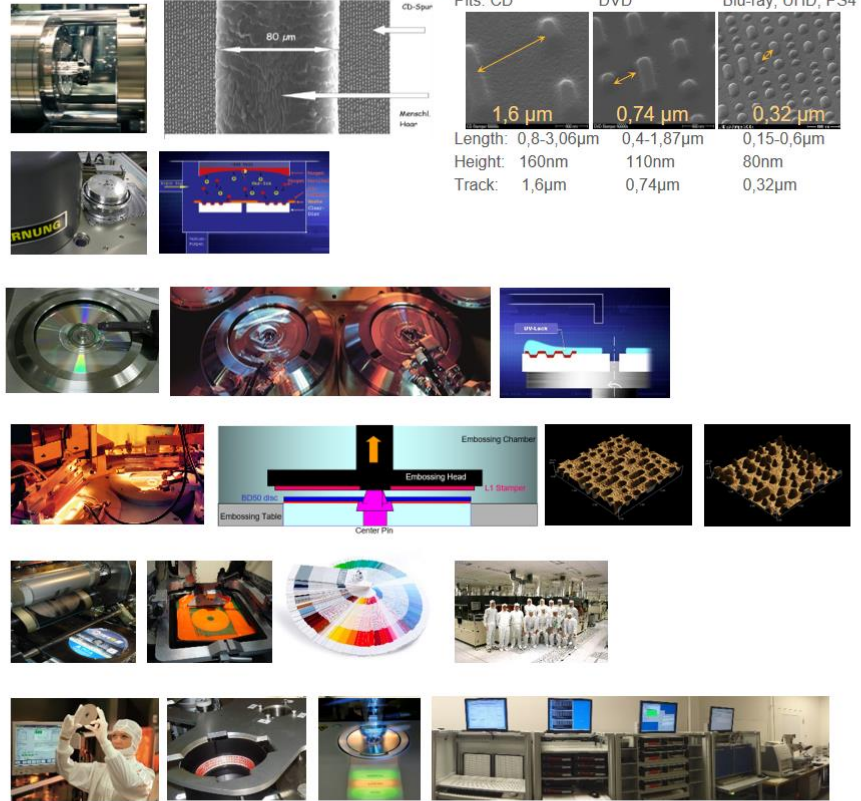 CD-Spur
80 µm
Menschl.
Haar
Pits: CD DVD Blu-ray, UHD, PS4
1,6 µm 0,74 µm 0,32 µm
Length: 0,8-3,06µm 0,4-1,87µm 0,15-0,6µm
Height: 160nm 110nm 80nm
Track: 1,6µm 0,74µm 0,32µm
RNUNG
UV-Lack
Embossing Chamber
Embossing Head
L1 Stamper
BD50 disc
Embossing Table
Center Pin